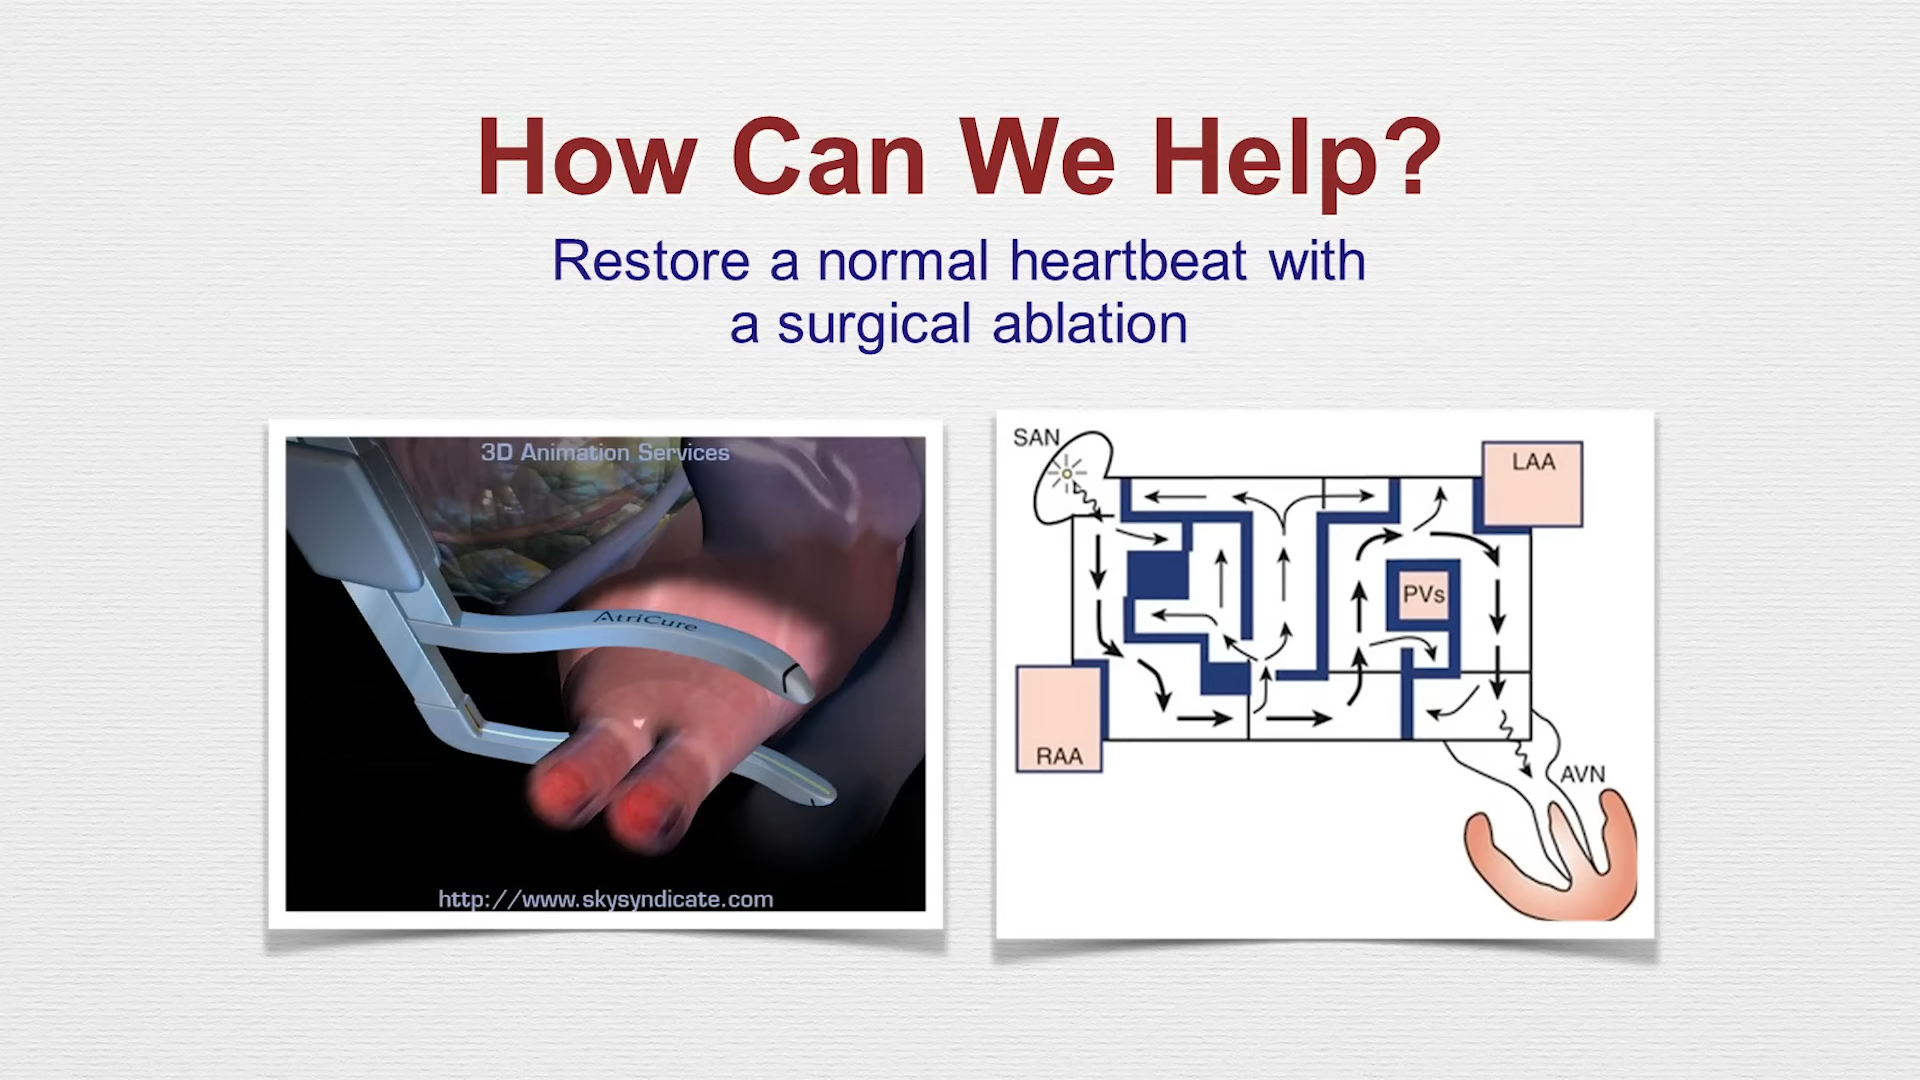 How Can We Help?
Restore a normal heartbeat with
a surgical ablation
3D Animation Services
AtriCure
http://www.skysyndicate.com
SAN
LAA
PVs
RAA
AVN